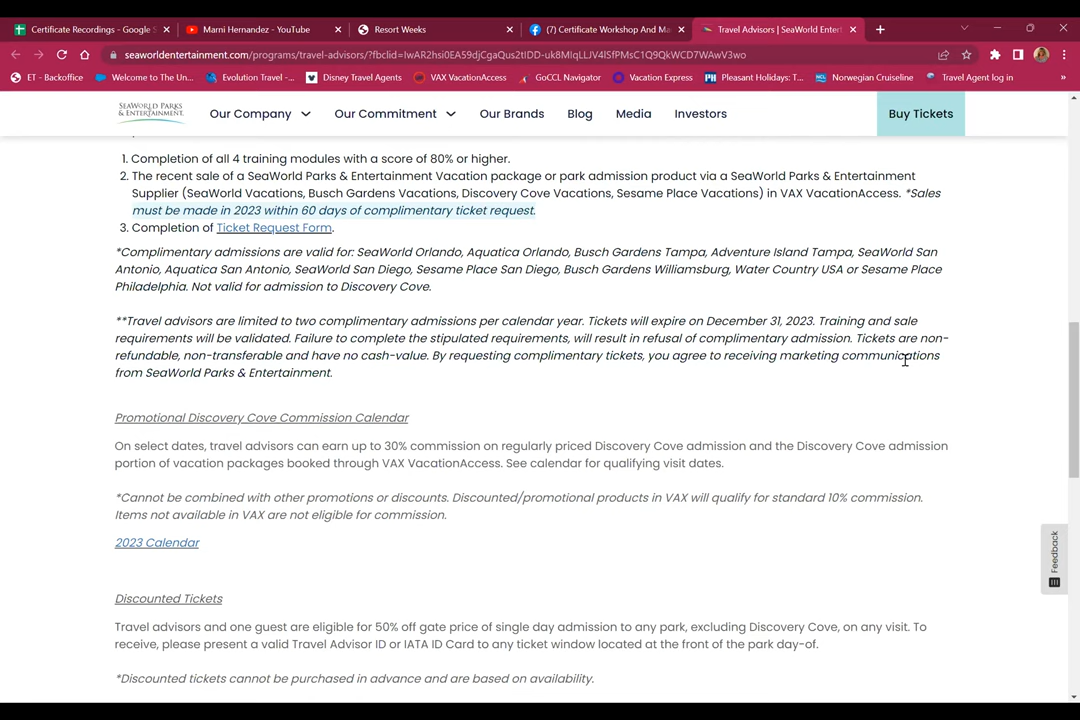 Certificate Recordings - Google S
Marni Hernandez - YouTube
Resort Weeks
(7) Certificate Workshop And Ma
Travel Advisors | SeaWorld Enter
seaworldentertainment.com/programs/travel-advisors/?fbclid=IwAR2hsi0EA59djCgaQus2tIDD-uk8MIqLLJV4lSfPMsC1Q9QkWCD7WAwV3wo
ET - Backoffice
Welcome to The Un...
Evolution Travel -...
Disney Travel Agents
VAX VacationAccess
GoCCL Navigator
Vacation Express
Pleasant Holidays: T...
Norwegian Cruiseline
Travel Agent log in
SEAWORLD PARKS
& ENTERTAINMENT
Our Company
Our Commitment
Our Brands
Blog
Media
Investors
Buy Tickets
1. Completion of all 4 training modules with a score of 80% or higher.
2. The recent sale of a SeaWorld Parks & Entertainment Vacation package or park admission product via a SeaWorld Parks & Entertainment
Supplier (SeaWorld Vacations, Busch Gardens Vacations, Discovery Cove Vacations, Sesame Place Vacations) in VAX VacationAccess. *Sales
must be made in 2023 within 60 days of complimentary ticket request.
3. Completion of Ticket Request Form.
*Complimentary admissions are valid for: SeaWorld Orlando, Aquatica Orlando, Busch Gardens Tampa, Adventure Island Tampa, SeaWorld San
Antonio, Aquatica San Antonio, SeaWorld San Diego, Sesame Place San Diego, Busch Gardens Williamsburg, Water Country USA or Sesame Place
Philadelphia. Not valid for admission to Discovery Cove.
**Travel advisors are limited to two complimentary admissions per calendar year. Tickets will expire on December 31, 2023. Training and sale
requirements will be validated. Failure to complete the stipulated requirements, will result in refusal of complimentary admission. Tickets are non-
refundable, non-transferable and have no cash-value. By requesting complimentary tickets, you agree to receiving marketing communications
from SeaWorld Parks & Entertainment.
Promotional Discovery Cove Commission Calendar
On select dates, travel advisors can earn up to 30% commission on regularly priced Discovery Cove admission and the Discovery Cove admission
portion of vacation packages booked through VAX VacationAccess. See calendar for qualifying visit dates.
*Cannot be combined with other promotions or discounts. Discounted/promotional products in VAX will qualify for standard 10% commission.
Items not available in VAX are not eligible for commission.
2023 Calendar
Feedback
Discounted Tickets
Travel advisors and one guest are eligible for 50% off gate price of single day admission to any park, excluding Discovery Cove, on any visit. To
receive, please present a valid Travel Advisor ID or IATA ID Card to any ticket window located at the front of the park day-of.
*Discounted tickets cannot be purchased in advance and are based on availability.